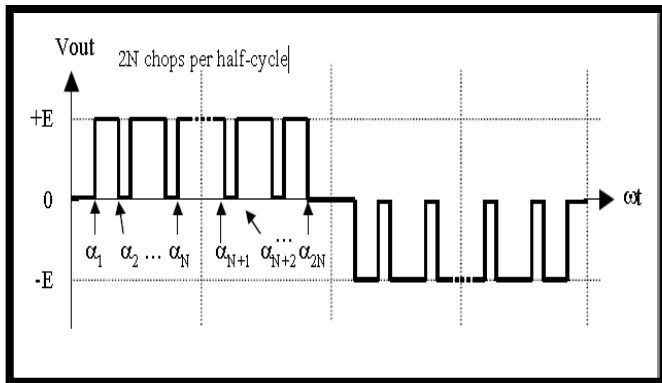 Vout
2N chops per half-cycle
+E
0
ωt
α1 α2 ... αN αN+1 αN+2 ... α2N
-E